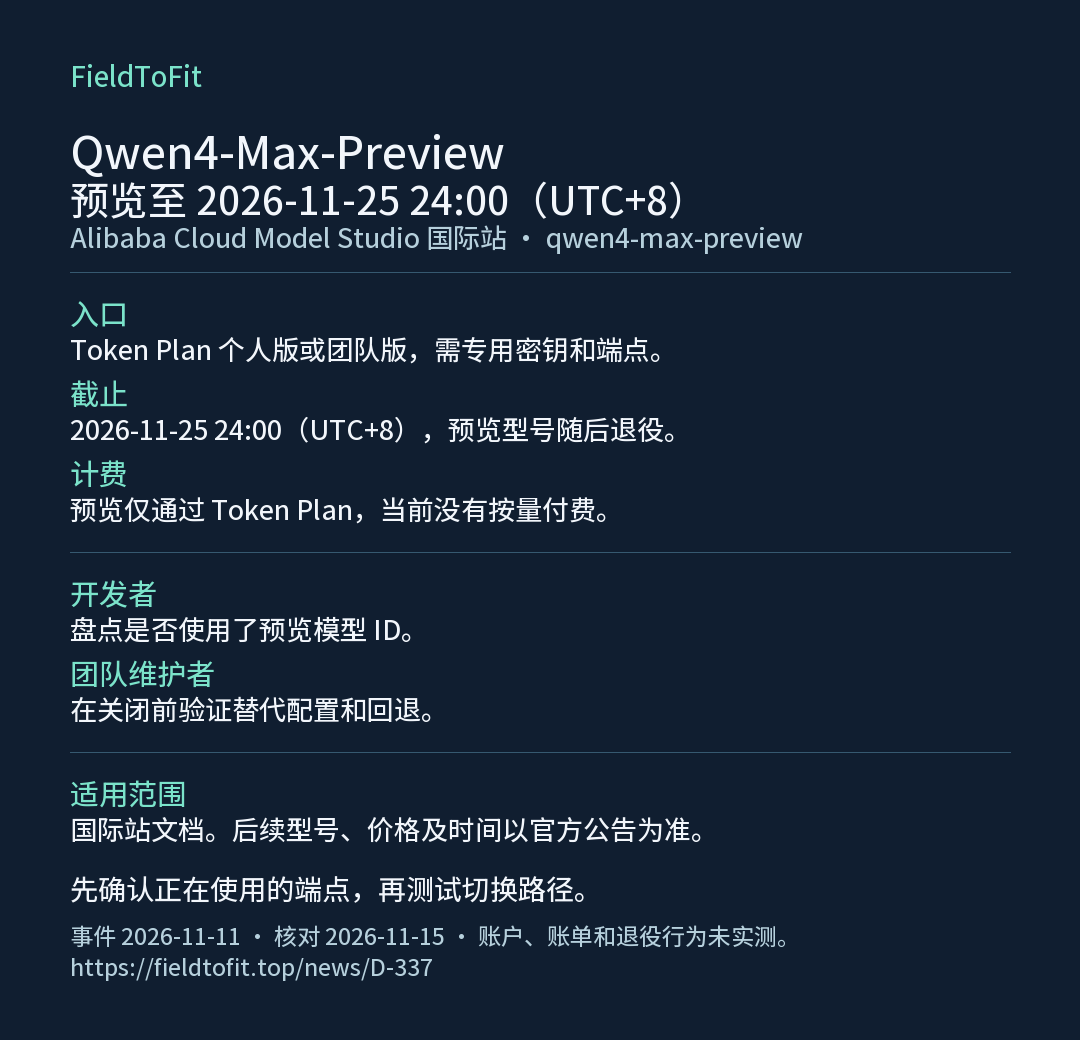 FieldToFit
Qwen4-Max-Preview
预览至 2026-11-25 24:00（UTC+8）
Alibaba Cloud Model Studio 国际站 · qwen4-max-preview
入口
Token Plan 个人版或团队版，需专用密钥和端点。
截止
2026-11-25 24:00（UTC+8），预览型号随后退役。
计费
预览仅通过 Token Plan，当前没有按量付费。
开发者
盘点是否使用了预览模型 ID。
团队维护者
在关闭前验证替代配置和回退。
适用范围
国际站文档。后续型号、价格及时间以官方公告为准。
先确认正在使用的端点，再测试切换路径。
事件 2026-11-11 · 核对 2026-11-15 · 账户、账单和退役行为未实测。
https://fieldtofit.top/news/D-337